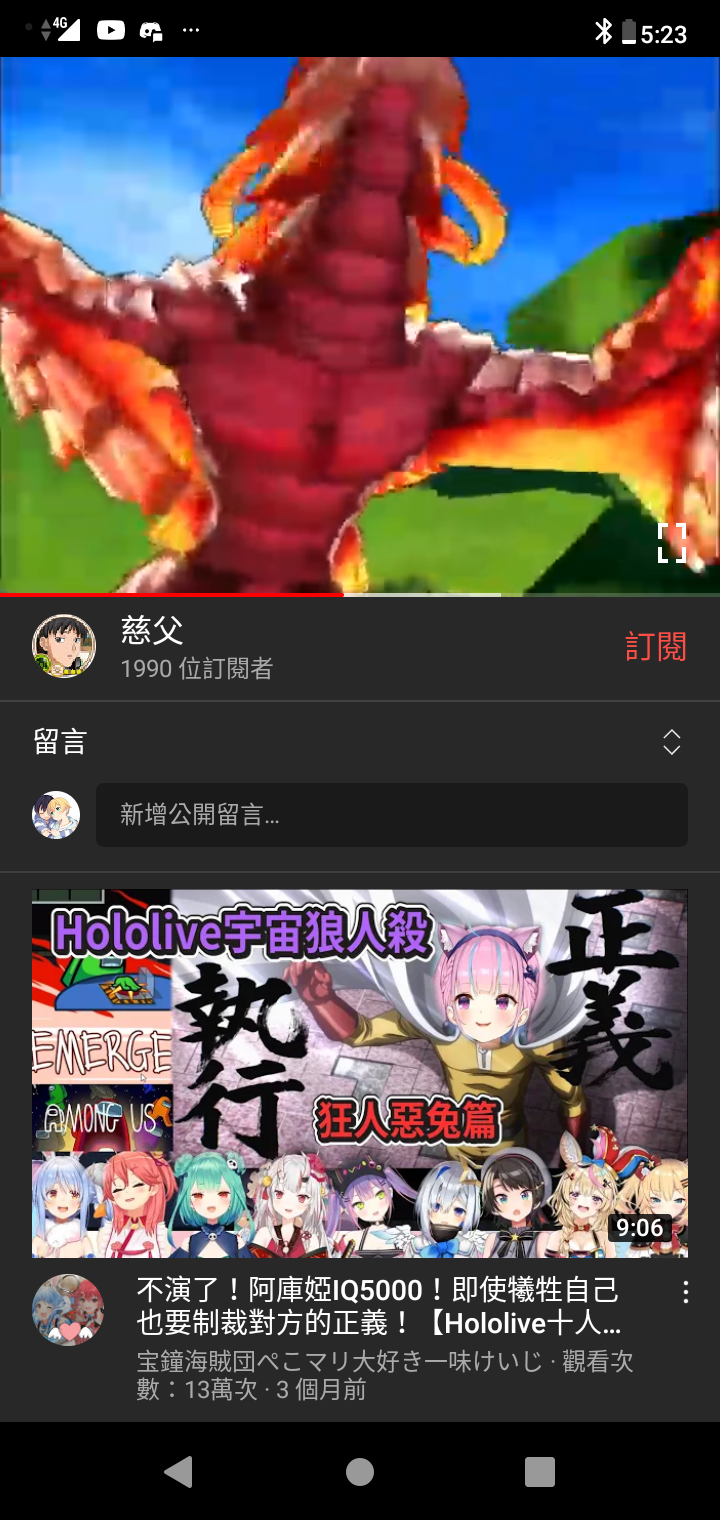 4G
5:23
慈父
1990 位訂閱者
訂閱
留言
新增公開留言…
Hololive宇宙狼人殺
正義
執行
EMERGE
AMONG US
狂人惡兔篇
9:06
不演了！阿庫婭IQ5000！即使犧牲自己
也要制裁對方的正義！【Hololive十人...
宝鐘海賊団ぺこマリ大好き一味けいじ · 觀看次
數：13萬次 · 3 個月前